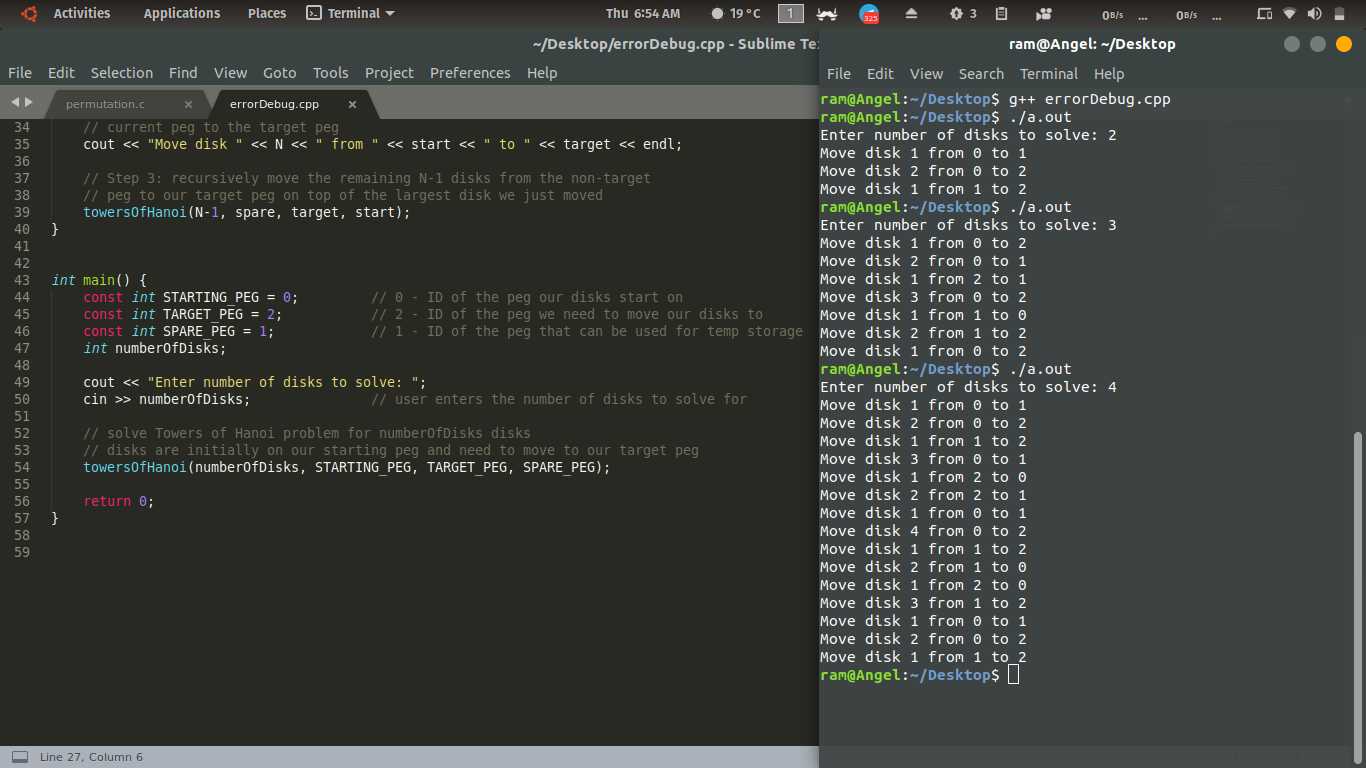 Activities Applications Places Terminal Thu 6:54 AM 19 °C 1 325 3 0B/s ... 0B/s ...
~/Desktop/errorDebug.cpp - Sublime Te
File Edit Selection Find View Goto Tools Project Preferences Help
permutation.c × errorDebug.cpp ×
34 // current peg to the target peg
35 cout << "Move disk " << N << " from " << start << " to " << target << endl;
36
37 // Step 3: recursively move the remaining N-1 disks from the non-target
38 // peg to our target peg on top of the largest disk we just moved
39 towersOfHanoi(N-1, spare, target, start);
40 }
41
42
43 int main() {
44 const int STARTING_PEG = 0; // 0 - ID of the peg our disks start on
45 const int TARGET_PEG = 2; // 2 - ID of the peg we need to move our disks to
46 const int SPARE_PEG = 1; // 1 - ID of the peg that can be used for temp storage
47 int numberOfDisks;
48
49 cout << "Enter number of disks to solve: ";
50 cin >> numberOfDisks; // user enters the number of disks to solve for
51
52 // solve Towers of Hanoi problem for numberOfDisks disks
53 // disks are initially on our starting peg and need to move to our target peg
54 towersOfHanoi(numberOfDisks, STARTING_PEG, TARGET_PEG, SPARE_PEG);
55
56 return 0;
57 }
58
59
Line 27, Column 6
ram@Angel: ~/Desktop
File Edit View Search Terminal Help
ram@Angel:~/Desktop$ g++ errorDebug.cpp
ram@Angel:~/Desktop$ ./a.out
Enter number of disks to solve: 2
Move disk 1 from 0 to 1
Move disk 2 from 0 to 2
Move disk 1 from 1 to 2
ram@Angel:~/Desktop$ ./a.out
Enter number of disks to solve: 3
Move disk 1 from 0 to 2
Move disk 2 from 0 to 1
Move disk 1 from 2 to 1
Move disk 3 from 0 to 2
Move disk 1 from 1 to 0
Move disk 2 from 1 to 2
Move disk 1 from 0 to 2
ram@Angel:~/Desktop$ ./a.out
Enter number of disks to solve: 4
Move disk 1 from 0 to 1
Move disk 2 from 0 to 2
Move disk 1 from 1 to 2
Move disk 3 from 0 to 1
Move disk 1 from 2 to 0
Move disk 2 from 2 to 1
Move disk 1 from 0 to 1
Move disk 4 from 0 to 2
Move disk 1 from 1 to 2
Move disk 2 from 1 to 0
Move disk 1 from 2 to 0
Move disk 3 from 1 to 2
Move disk 1 from 0 to 1
Move disk 2 from 0 to 2
Move disk 1 from 1 to 2
ram@Angel:~/Desktop$